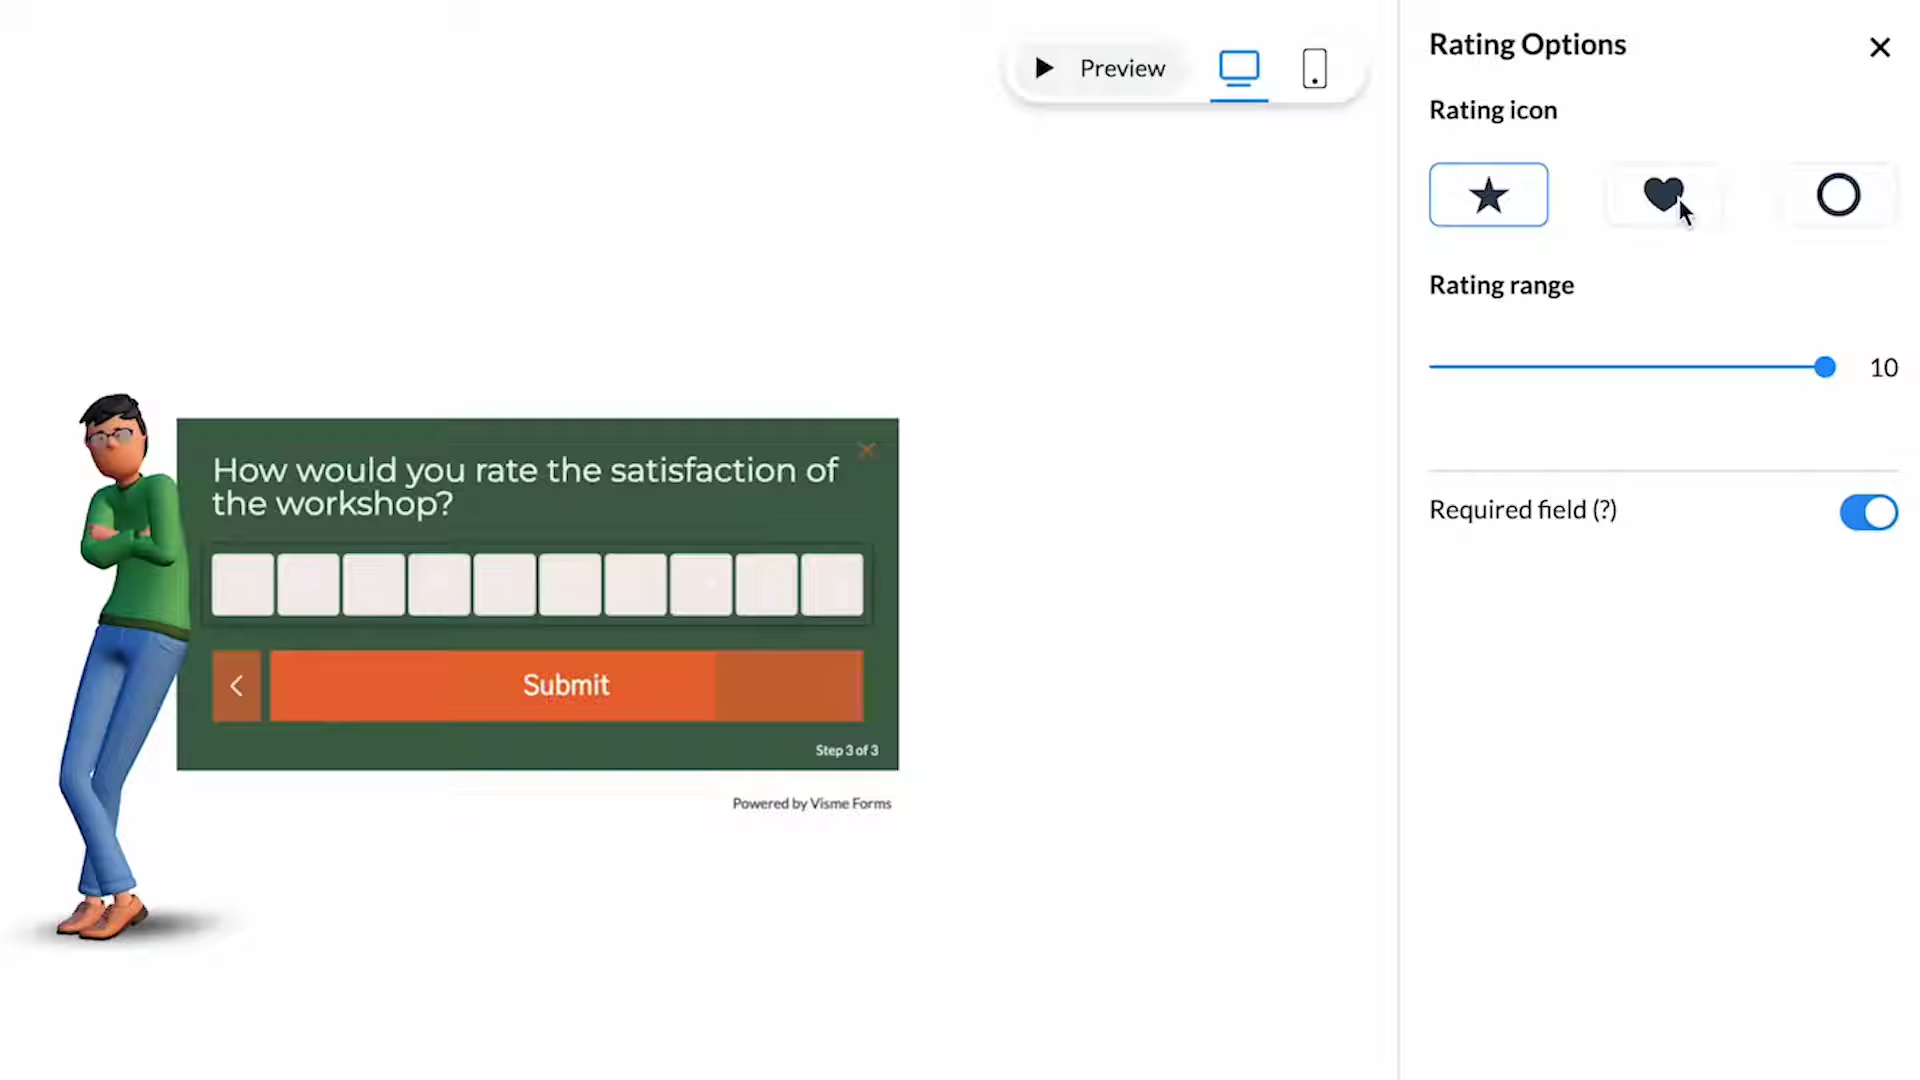 Preview
Rating Options
Rating icon
Rating range
10
Required field (?)
How would you rate the satisfaction of
the workshop?
Submit
Step 3 of 3
Powered by Visme Forms